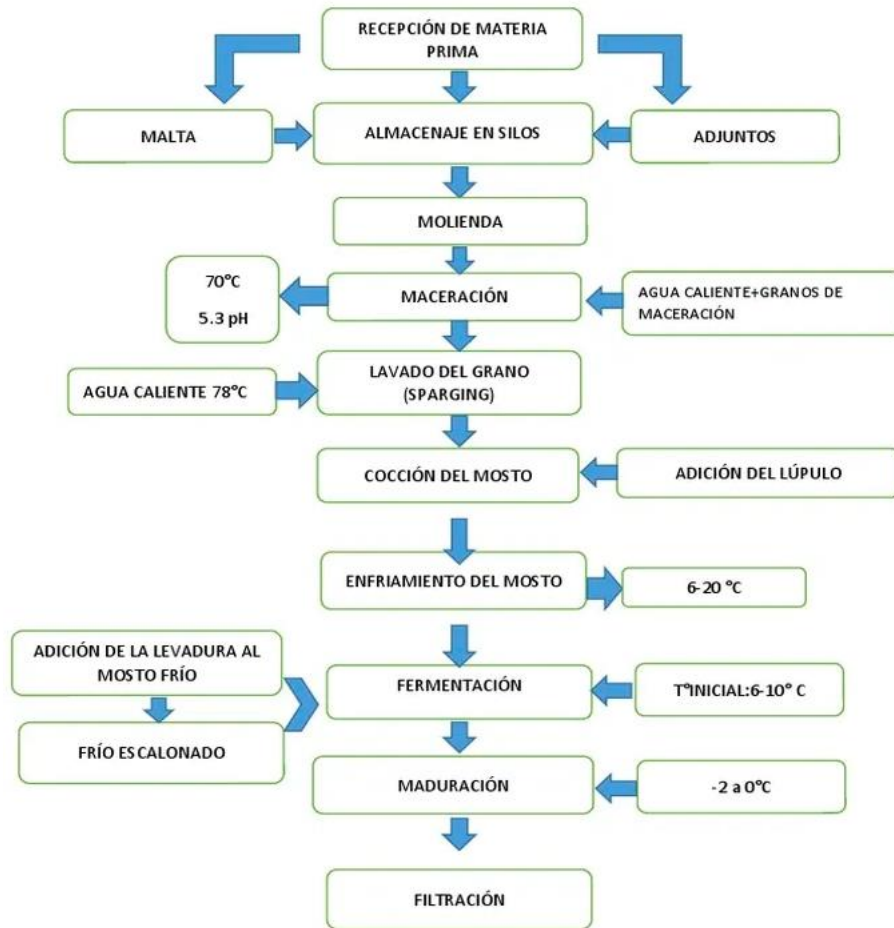 RECEPCIÓN DE MATERIA
PRIMA
MALTA
ALMACENAJE EN SILOS
ADJUNTOS
MOLIENDA
70°C
5.3 pH
MACERACIÓN
AGUA CALIENTE+GRANOS DE
MACERACIÓN
AGUA CALIENTE 78°C
LAVADO DEL GRANO
(SPARGING)
COCCIÓN DEL MOSTO
ADICIÓN DEL LÚPULO
ENFRIAMIENTO DEL MOSTO
6-20 °C
ADICIÓN DE LA LEVADURA AL
MOSTO FRÍO
FERMENTACIÓN
T°INICIAL:6-10° C
FRÍO ESCALONADO
MADURACIÓN
-2 a 0°C
FILTRACIÓN